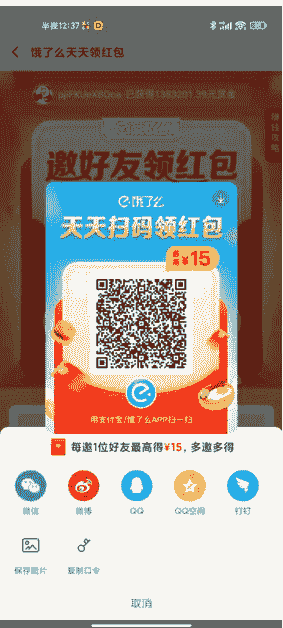 半夜12:37
饿了么天天领红包
邀好友领红包
饿了么
天天扫码领红包
最高¥15
用支付宝/饿了么APP扫一扫
每邀1位好友最高得¥15，多邀多得
微信
微博
QQ
QQ空间
钉钉
保存图片
复制口令
取消